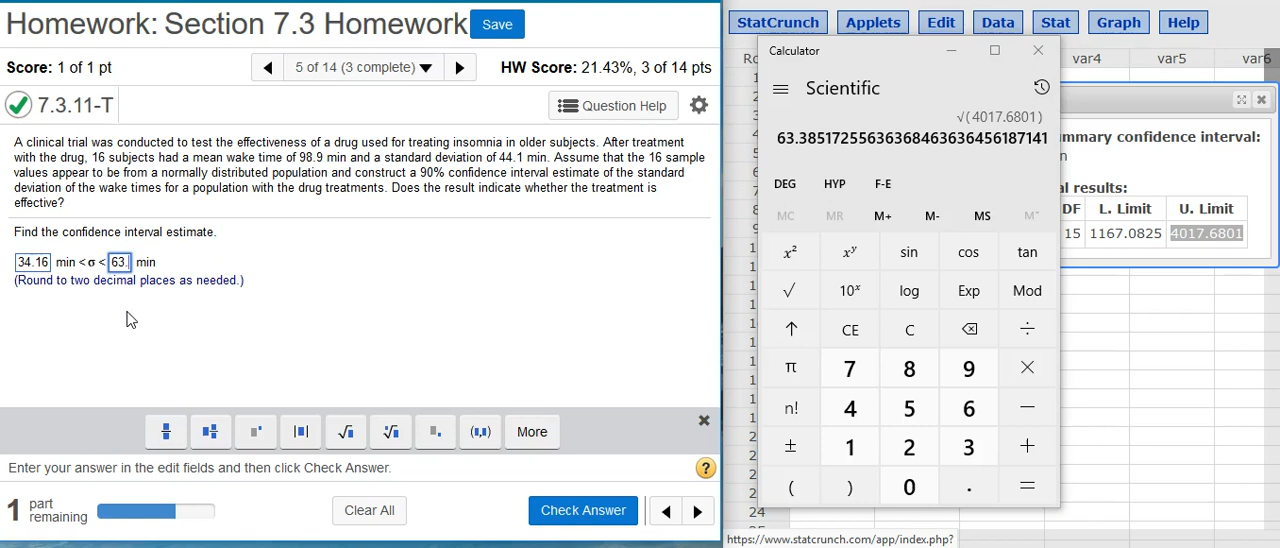 Homework: Section 7.3 Homework Save
Score: 1 of 1 pt
5 of 14 (3 complete)
HW Score: 21.43%, 3 of 14 pts
7.3.11-T
Question Help
A clinical trial was conducted to test the effectiveness of a drug used for treating insomnia in older subjects. After treatment
with the drug, 16 subjects had a mean wake time of 98.9 min and a standard deviation of 44.1 min. Assume that the 16 sample
values appear to be from a normally distributed population and construct a 90% confidence interval estimate of the standard
deviation of the wake times for a population with the drug treatments. Does the result indicate whether the treatment is
effective?
Find the confidence interval estimate.
34.16 min < σ < 63. min
(Round to two decimal places as needed.)
More
Enter your answer in the edit fields and then click Check Answer.
?
1 part
remaining
Clear All
Check Answer
StatCrunch Applets Edit Data Stat Graph Help
var4 var5 var6
Calculator
Scientific
√(4017.6801)
63.38517255636368463636456187141
DEG HYP F-E
MC MR M+ M- MS
x² xʸ sin cos tan
√ 10ˣ log Exp Mod
↑ CE C ÷
π 7 8 9 ×
n! 4 5 6 −
± 1 2 3 +
( ) 0 . =
mmary confidence interval:
n
al results:
DF L. Limit U. Limit
15 1167.0825 4017.6801
24
https://www.statcrunch.com/app/index.php?